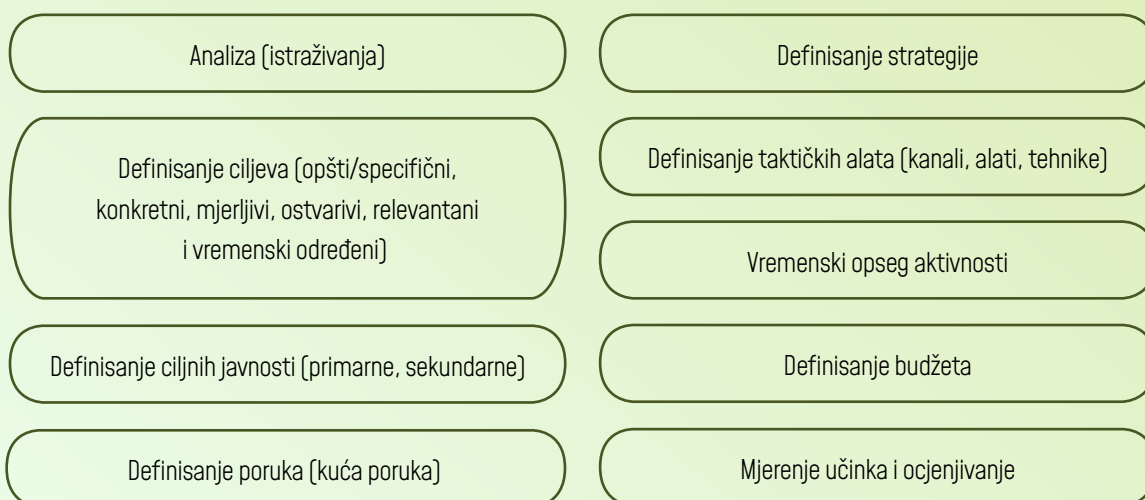 Analiza (istraživanja)
Definisanje ciljeva (opšti/specifični,
konkretni, mjerljivi, ostvarivi, relevantani
i vremenski određeni)
Definisanje ciljnih javnosti (primarne, sekundarne)
Definisanje poruka (kuća poruka)
Definisanje strategije
Definisanje taktičkih alata (kanali, alati, tehnike)
Vremenski opseg aktivnosti
Definisanje budžeta
Mjerenje učinka i ocjenjivanje